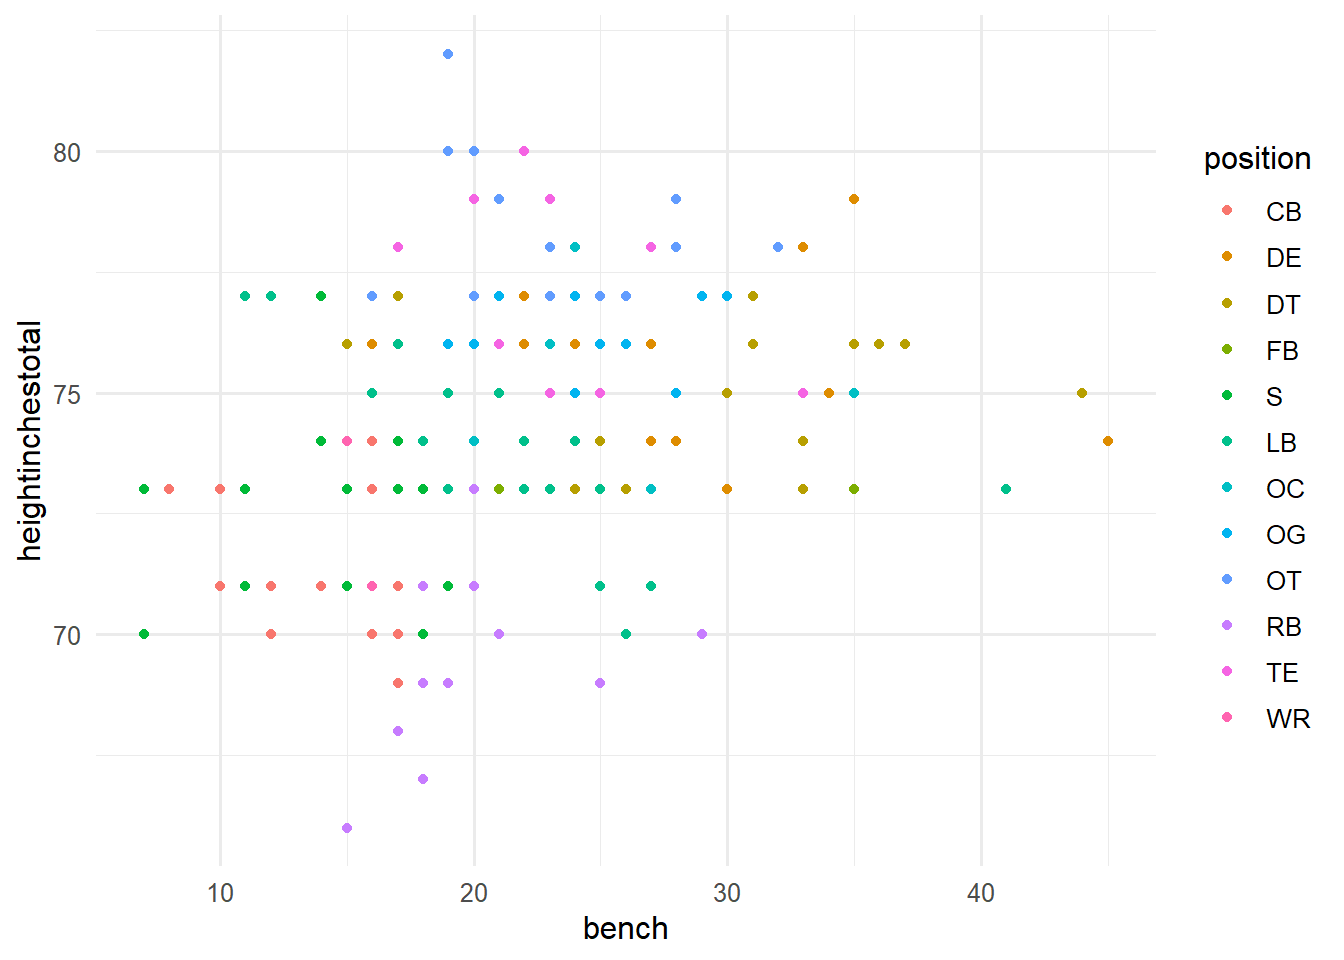 80
75
70
heightinchestotal
10 20 30 40
bench
position
CB
DE
DT
FB
S
LB
OC
OG
OT
RB
TE
WR